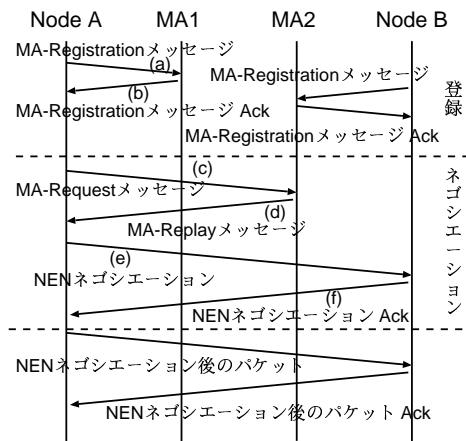 Node A MA1 MA2 Node B
MA-Registrationメッセージ
(a)
MA-Registrationメッセージ
(b)
MA-Registrationメッセージ Ack
MA-Registrationメッセージ Ack
登録
(c)
MA-Requestメッセージ
(d)
MA-Replayメッセージ
(e)
NENネゴシエーション
(f)
NENネゴシエーション Ack
ネゴシエーション
NENネゴシエーション後のパケット
NENネゴシエーション後のパケット Ack